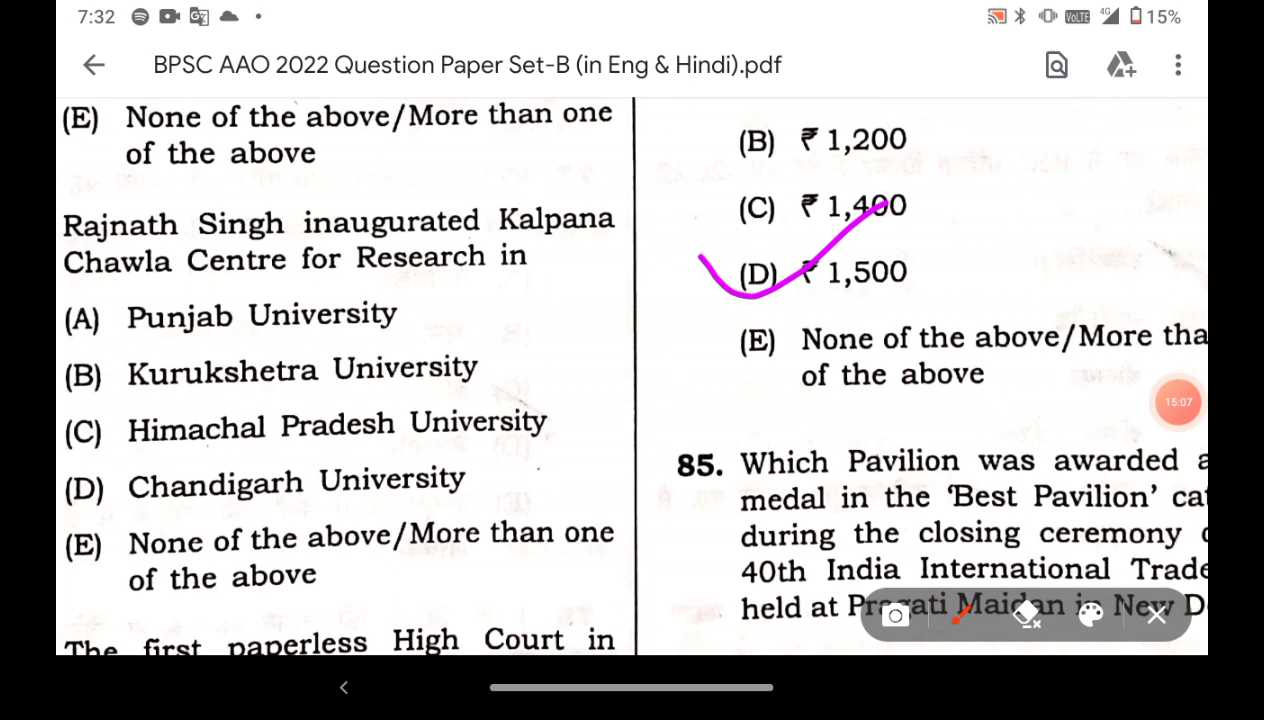 7:32
VoLTE 4G 15%
BPSC AAO 2022 Question Paper Set-B (in Eng & Hindi).pdf
(E) None of the above/More than one
of the above
Rajnath Singh inaugurated Kalpana
Chawla Centre for Research in
(A) Punjab University
(B) Kurukshetra University
(C) Himachal Pradesh University
(D) Chandigarh University
(E) None of the above/More than one
of the above
The first paperless High Court in
(B) ₹ 1,200
(C) ₹ 1,400
(D) ₹ 1,500
(E) None of the above/More tha
of the above
15:07
85. Which Pavilion was awarded a
medal in the ‘Best Pavilion’ cat
during the closing ceremony
40th India International Trade
held at Pragati Maidan in New D